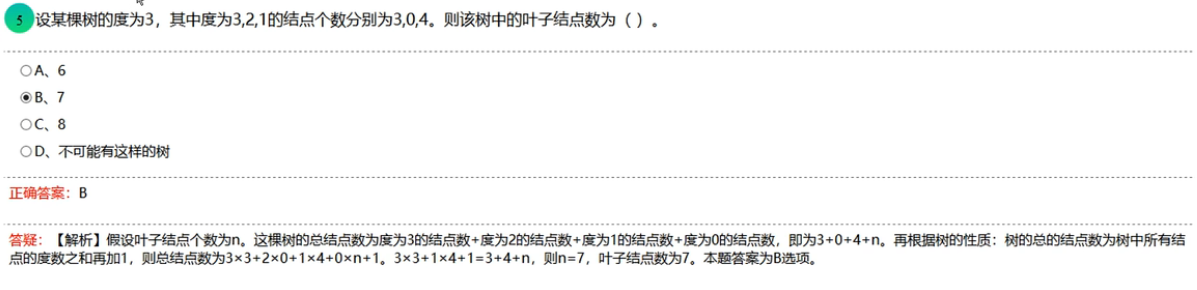 5 设某棵树的度为3，其中度为3,2,1的结点个数分别为3,0,4。则该树中的叶子结点数为（ ）。
A、6
B、7
C、8
D、不可能有这样的树
正确答案：B
答疑：【解析】假设叶子结点个数为n。这棵树的总结点数为度为3的结点数+度为2的结点数+度为1的结点数+度为0的结点数，即为3+0+4+n。再根据树的性质：树的总的结点数为树中所有结
点的度数之和再加1，则总结点数为3×3+2×0+1×4+0×n+1。3×3+1×4+1=3+4+n，则n=7，叶子结点数为7。本题答案为B选项。